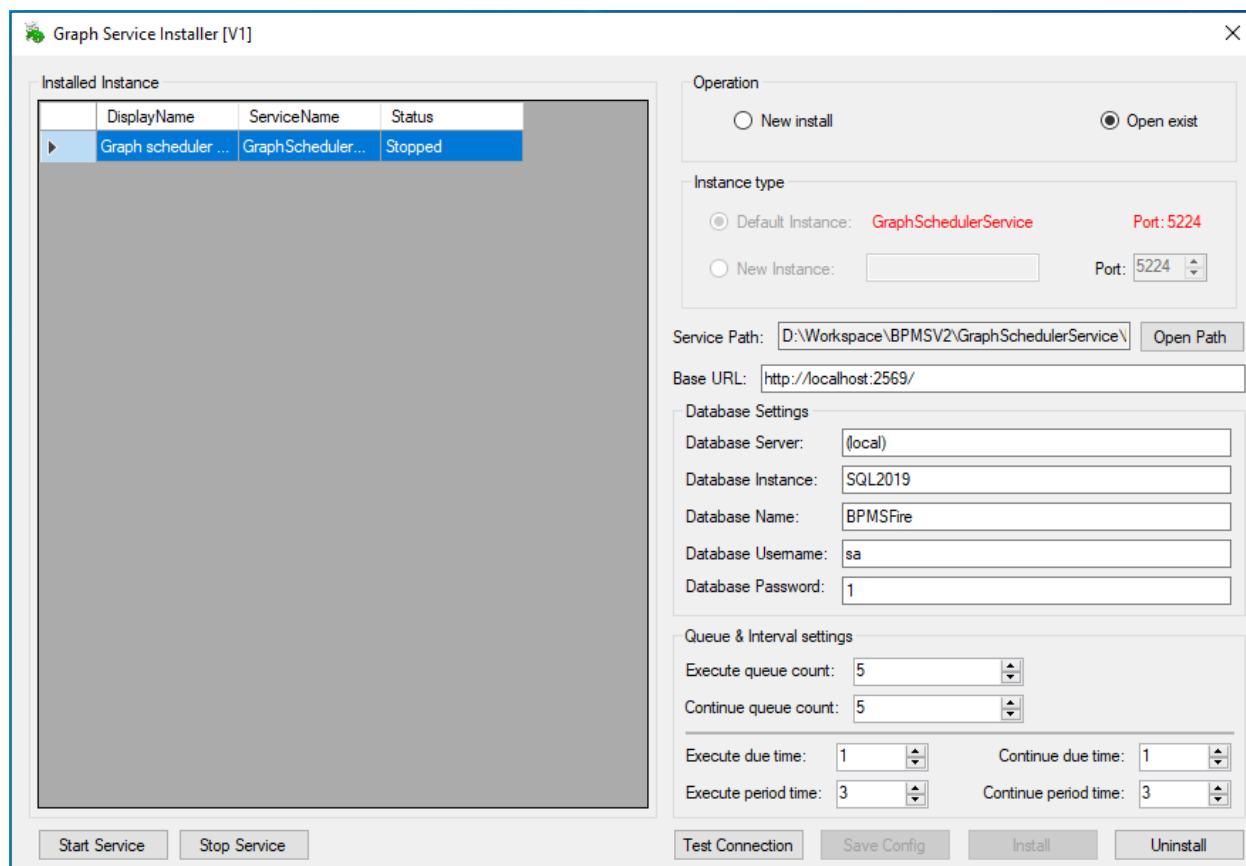 Graph Service Installer [V1]
Installed Instance
DisplayName ServiceName Status
Graph scheduler ... GraphScheduler... Stopped
Start Service Stop Service
Operation
New install Open exist
Instance type
Default Instance: GraphSchedulerService Port: 5224
New Instance: Port: 5224
Service Path: D:\Workspace\BPMSV2\GraphSchedulerService\ Open Path
Base URL: http://localhost:2569/
Database Settings
Database Server: (local)
Database Instance: SQL2019
Database Name: BPMSFire
Database Username: sa
Database Password: 1
Queue & Interval settings
Execute queue count: 5
Continue queue count: 5
Execute due time: 1 Continue due time: 1
Execute period time: 3 Continue period time: 3
Test Connection Save Config Install Uninstall